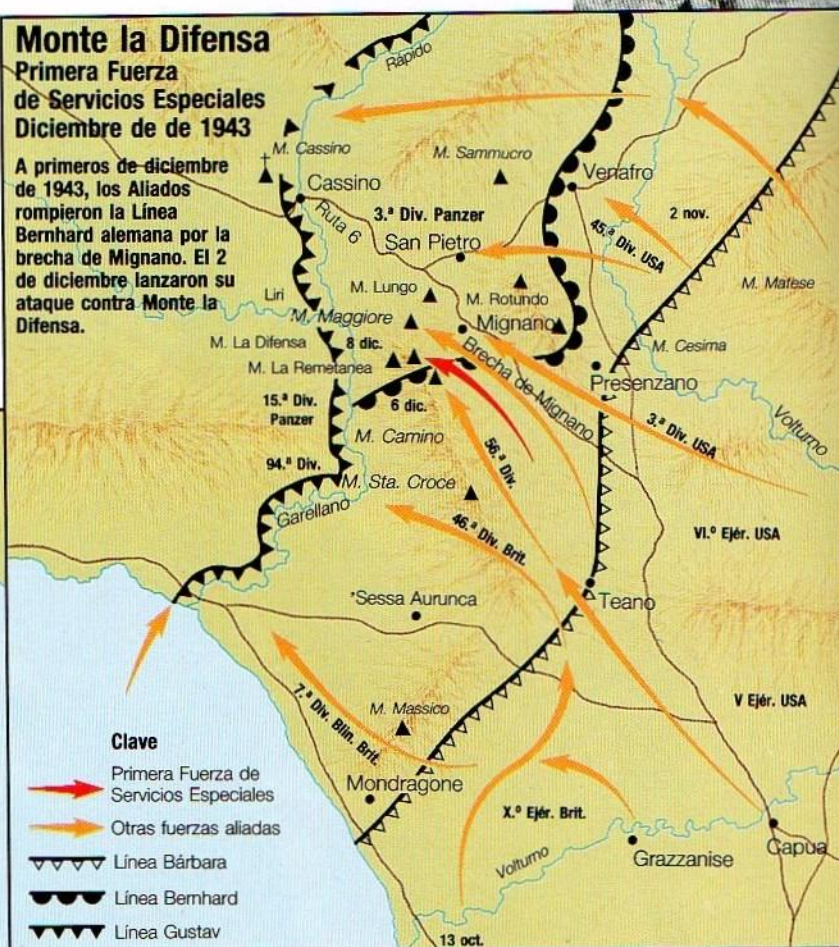 Monte la Difensa
Primera Fuerza
de Servicios Especiales
Diciembre de de 1943
A primeros de diciembre
de 1943, los Aliados
rompieron la Línea
Bernhard alemana por la
brecha de Mignano. El 2
de diciembre lanzaron su
ataque contra Monte la
Difensa.
Rápido
M. Cassino
M. Sammucro
Cassino
Venafro
Ruta 6
3.ª Div. Panzer
2 nov.
45.ª Div. USA
San Pietro
M. Matese
Liri
M. Lungo
M. Rotundo
M. Maggiore
Mignano
M. La Difensa
8 dic.
M. Cesima
M. La Remetanea
Brecha de Mignano
Presenzano
15.ª Div.
Panzer
6 dic.
Volturno
3.ª Div. USA
M. Camino
56.ª Div.
94.ª Div.
M. Sta. Croce
Garellano
46.ª Div. Brit.
VI.º Ejér. USA
Sessa Aurunca
Teano
7.ª Div. Blin. Brit.
M. Massico
V Ejér. USA
Mondragone
X.º Ejér. Brit.
Volturno
Grazzanise
Capua
13 oct.
Clave
Primera Fuerza de
Servicios Especiales
Otras fuerzas aliadas
Línea Bárbara
Línea Bernhard
Línea Gustav